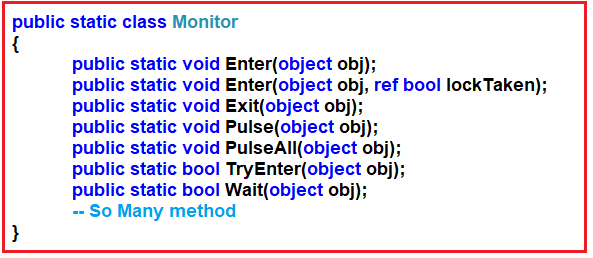 public static class Monitor
{
public static void Enter(object obj);
public static void Enter(object obj, ref bool lockTaken);
public static void Exit(object obj);
public static void Pulse(object obj);
public static void PulseAll(object obj);
public static bool TryEnter(object obj);
public static bool Wait(object obj);
-- So Many method
}